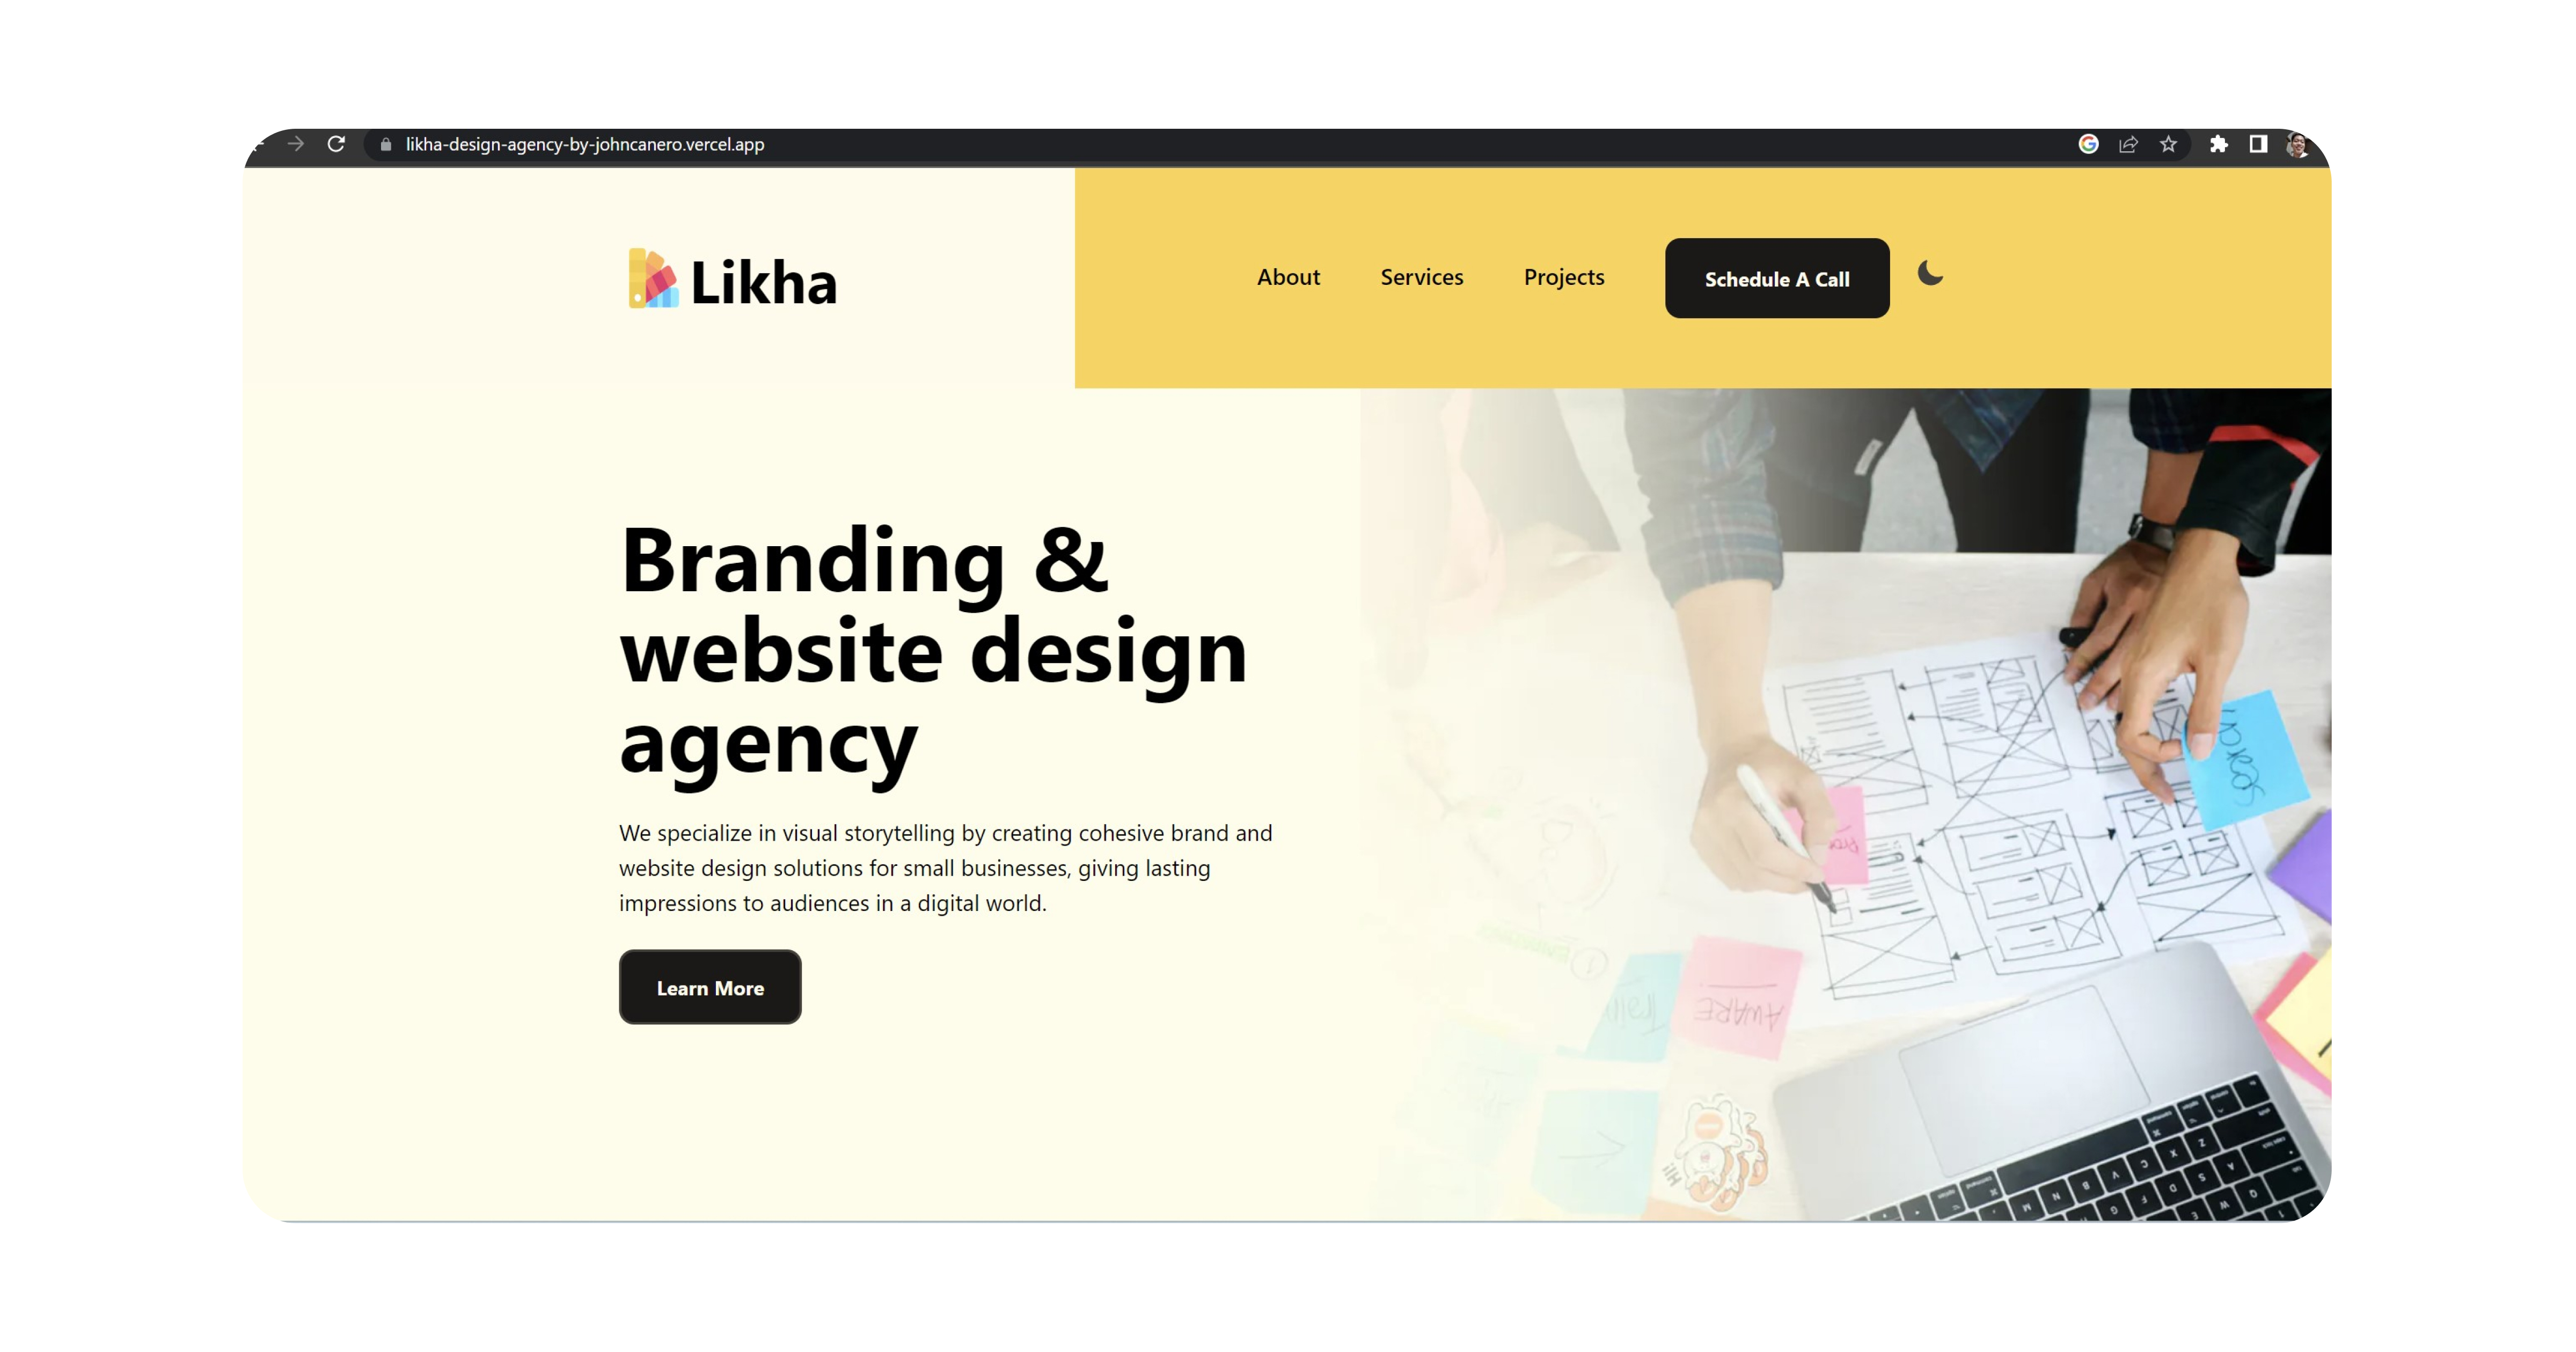 likha-design-agency-by-johncanero.vercel.app
Likha
About Services Projects Schedule A Call
Branding &
website design
agency
We specialize in visual storytelling by creating cohesive brand and
website design solutions for small businesses, giving lasting
impressions to audiences in a digital world.
Learn More
AWARE
Hi!